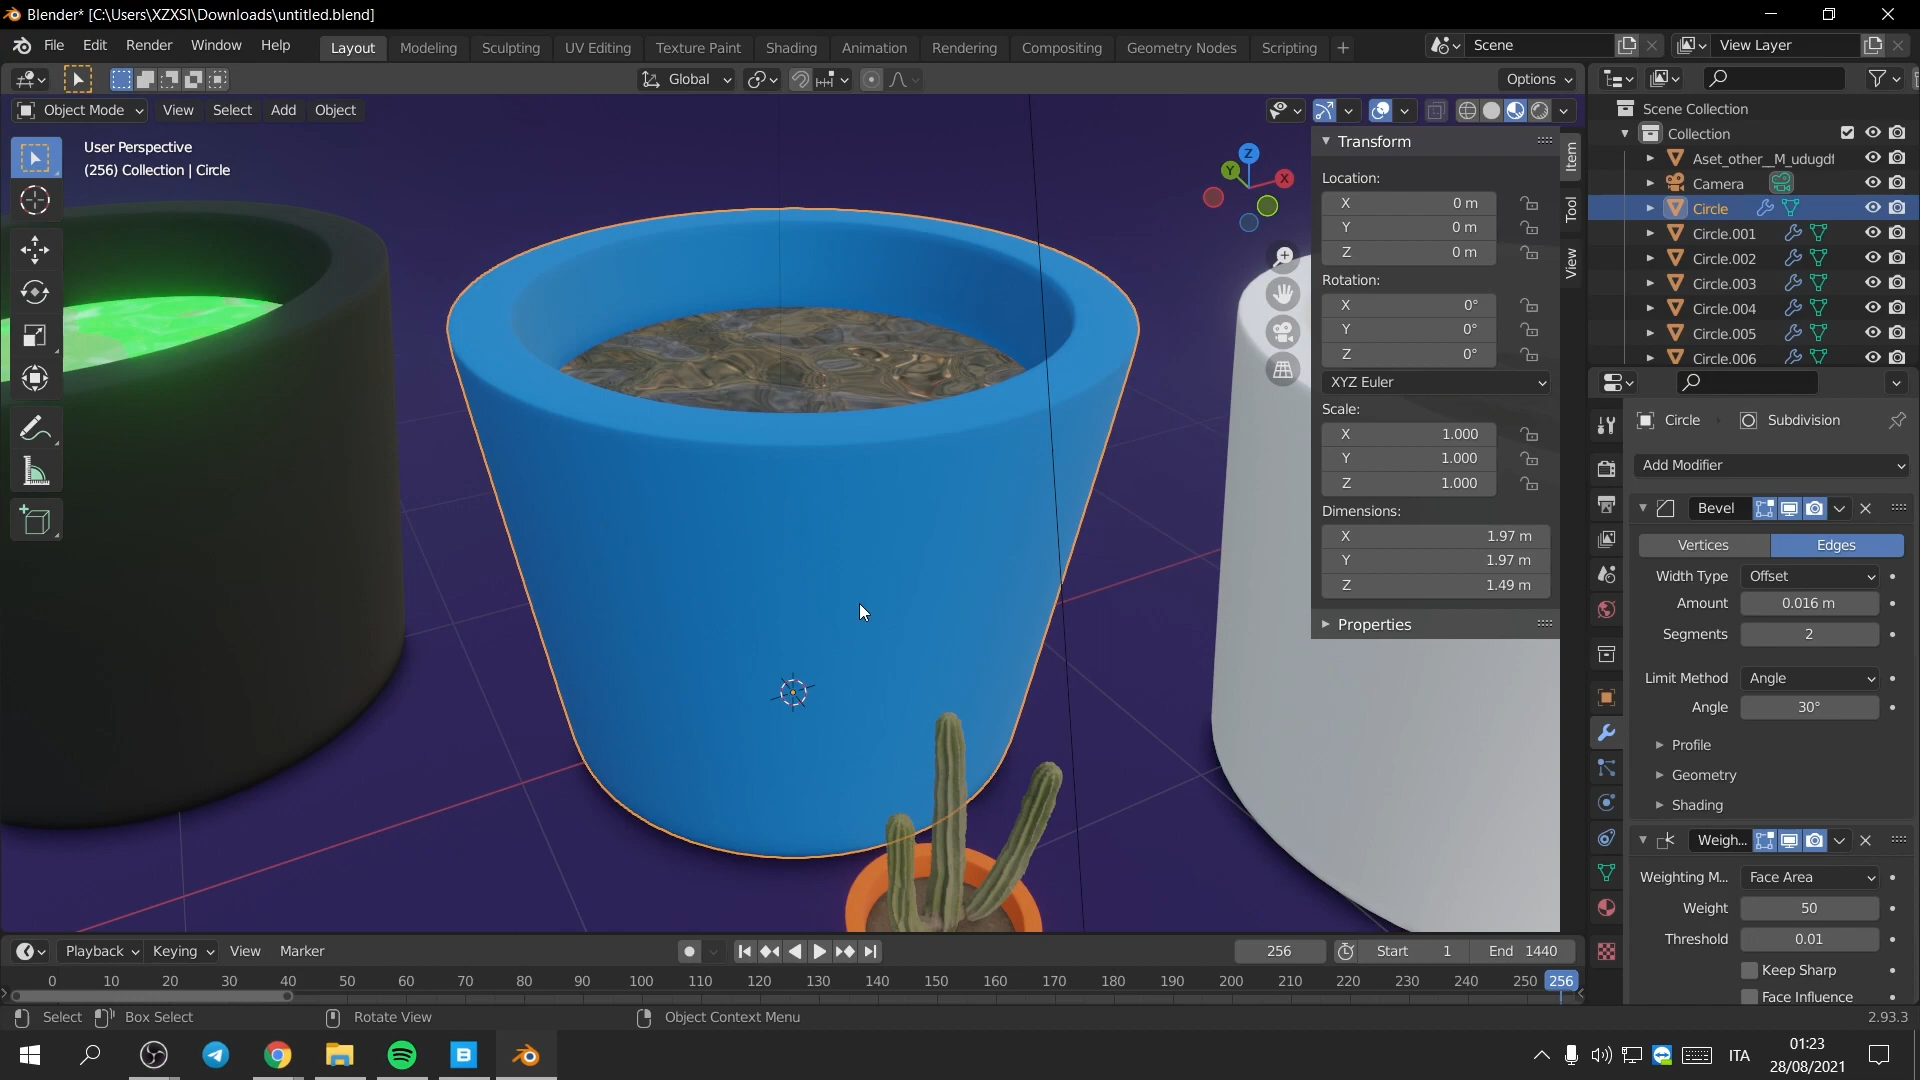 Blender* [C:\Users\XZXSI\Downloads\untitled.blend]
File Edit Render Window Help Layout Modeling Sculpting UV Editing Texture Paint Shading Animation Rendering Compositing Geometry Nodes Scripting + Scene View Layer
Global Options
Object Mode View Select Add Object
User Perspective
(256) Collection | Circle
Z
Y
X
Transform
Location:
X 0 m
Y 0 m
Z 0 m
Rotation:
X 0°
Y 0°
Z 0°
XYZ Euler
Scale:
X 1.000
Y 1.000
Z 1.000
Dimensions:
X 1.97 m
Y 1.97 m
Z 1.49 m
Properties
Item
Tool
View
Scene Collection
Collection
Aset_other__M_udugdl
Camera
Circle
Circle.001
Circle.002
Circle.003
Circle.004
Circle.005
Circle.006
Circle Subdivision
Add Modifier
Bevel
Vertices Edges
Width Type Offset
Amount 0.016 m
Segments 2
Limit Method Angle
Angle 30°
Profile
Geometry
Shading
Weigh...
Weighting M... Face Area
Weight 50
Threshold 0.01
Keep Sharp
Face Influence
Playback Keying View Marker 256 Start 1 End 1440
0 10 20 30 40 50 60 70 80 90 100 110 120 130 140 150 160 170 180 190 200 210 220 230 240 250 256
Select Box Select Rotate View Object Context Menu 2.93.3
B ITA
01:23
28/08/2021